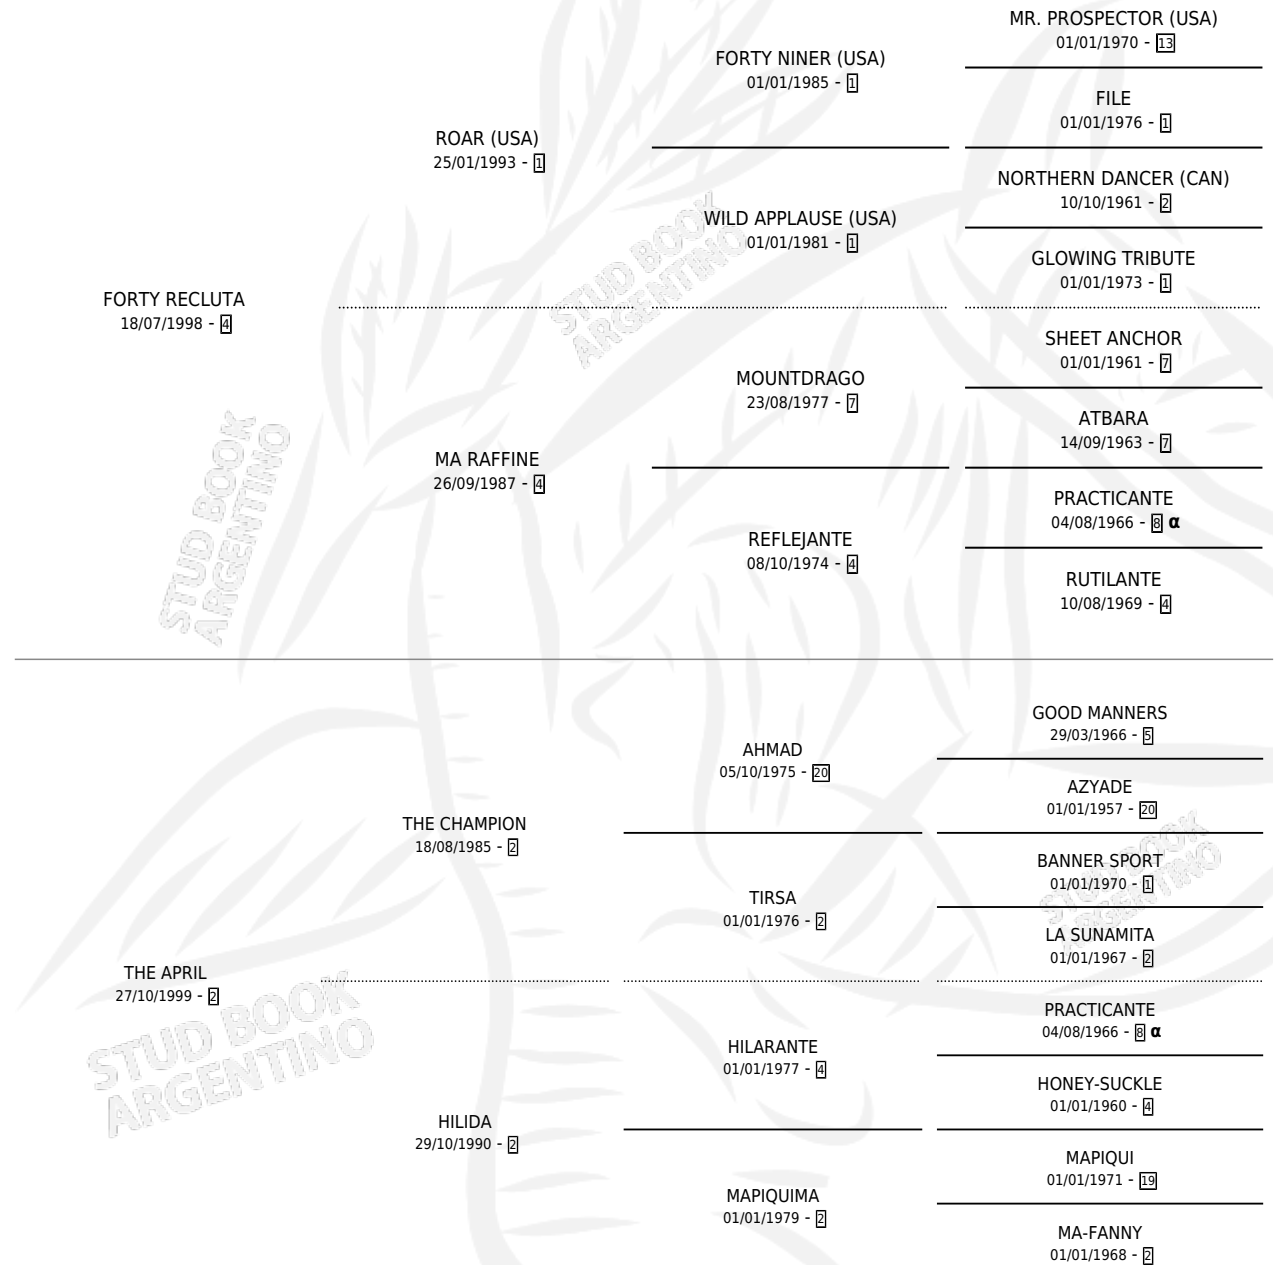 MR. PROSPECTOR (USA)
01/01/1970 - 13
FORTY NINER (USA)
01/01/1985 - 1
FILE
01/01/1976 - 1
ROAR (USA)
25/01/1993 - 1
NORTHERN DANCER (CAN)
10/10/1961 - 2
WILD APPLAUSE (USA)
01/01/1981 - 1
GLOWING TRIBUTE
01/01/1973 - 1
FORTY RECLUTA
18/07/1998 - 4
SHEET ANCHOR
01/01/1961 - 7
MOUNTDRAGO
23/08/1977 - 7
ATBARA
14/09/1963 - 7
MA RAFFINE
26/09/1987 - 4
PRACTICANTE
04/08/1966 - 8 α
REFLEJANTE
08/10/1974 - 4
RUTILANTE
10/08/1969 - 4
GOOD MANNERS
29/03/1966 - 5
AHMAD
05/10/1975 - 20
AZYADE
01/01/1957 - 20
THE CHAMPION
18/08/1985 - 2
BANNER SPORT
01/01/1970 - 1
TIRSA
01/01/1976 - 2
LA SUNAMITA
01/01/1967 - 2
THE APRIL
27/10/1999 - 2
PRACTICANTE
04/08/1966 - 8 α
HILARANTE
01/01/1977 - 4
HONEY-SUCKLE
01/01/1960 - 4
HILIDA
29/10/1990 - 2
MAPIQUI
01/01/1971 - 19
MAPIQUIMA
01/01/1979 - 2
MA-FANNY
01/01/1968 - 2
STUD BOOK
ARGENTINO
STUD BOOK
ARGENTINO
STUD BOOK
ARGENTINO
STUD BOOK
ARGENTINO